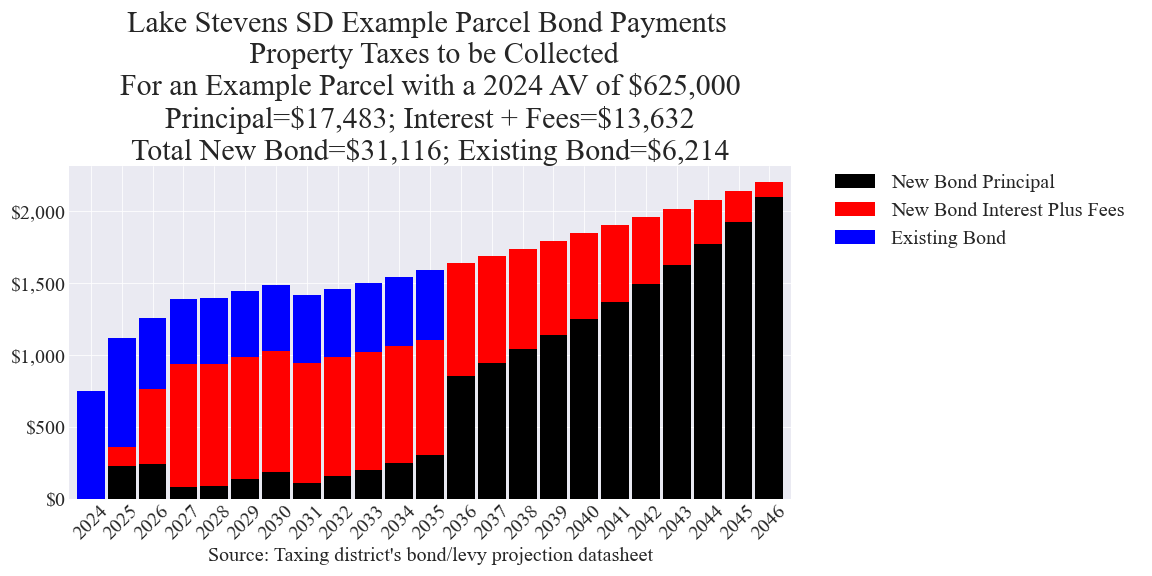 Lake Stevens SD Example Parcel Bond Payments
Property Taxes to be Collected
For an Example Parcel with a 2024 AV of $625,000
Principal=$17,483; Interest + Fees=$13,632
Total New Bond=$31,116; Existing Bond=$6,214
New Bond Principal
New Bond Interest Plus Fees
Existing Bond
$2,000
$1,500
$1,000
$500
$0
2024 2025 2026 2027 2028 2029 2030 2031 2032 2033 2034 2035 2036 2037 2038 2039 2040 2041 2042 2043 2044 2045 2046
Source: Taxing district's bond/levy projection datasheet